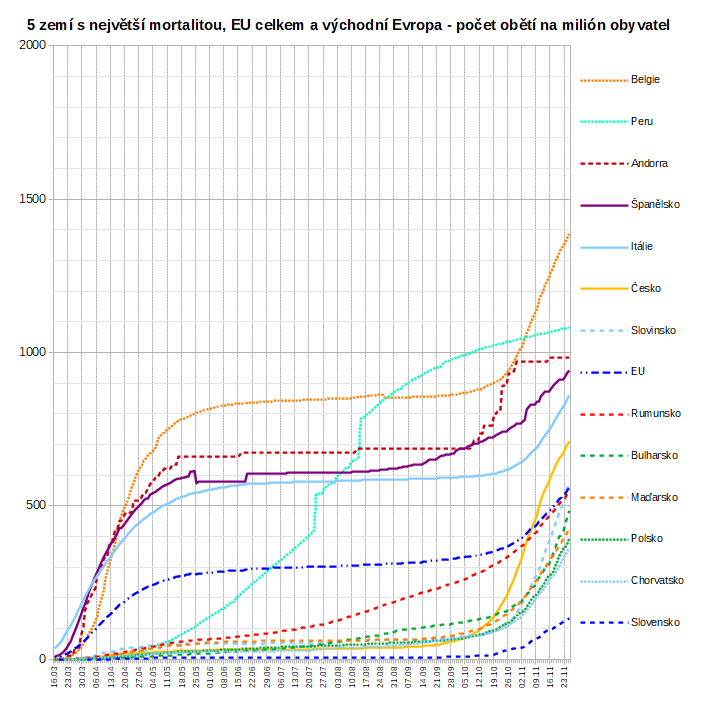 5 zemí s největší mortalitou, EU celkem a východní Evropa - počet obětí na milión obyvatel
2000
1500
1000
500
0
16.03
23.03
30.03
06.04
13.04
20.04
27.04
04.05
11.05
18.05
25.05
01.06
08.06
15.06
22.06
29.06
06.07
13.07
20.07
27.07
03.08
10.08
17.08
24.08
31.08
07.09
14.09
21.09
28.09
05.10
12.10
19.10
26.10
02.11
09.11
16.11
23.11
Belgie
Peru
Andorra
Španělsko
Itálie
Česko
Slovinsko
EU
Rumunsko
Bulharsko
Maďarsko
Polsko
Chorvatsko
Slovensko